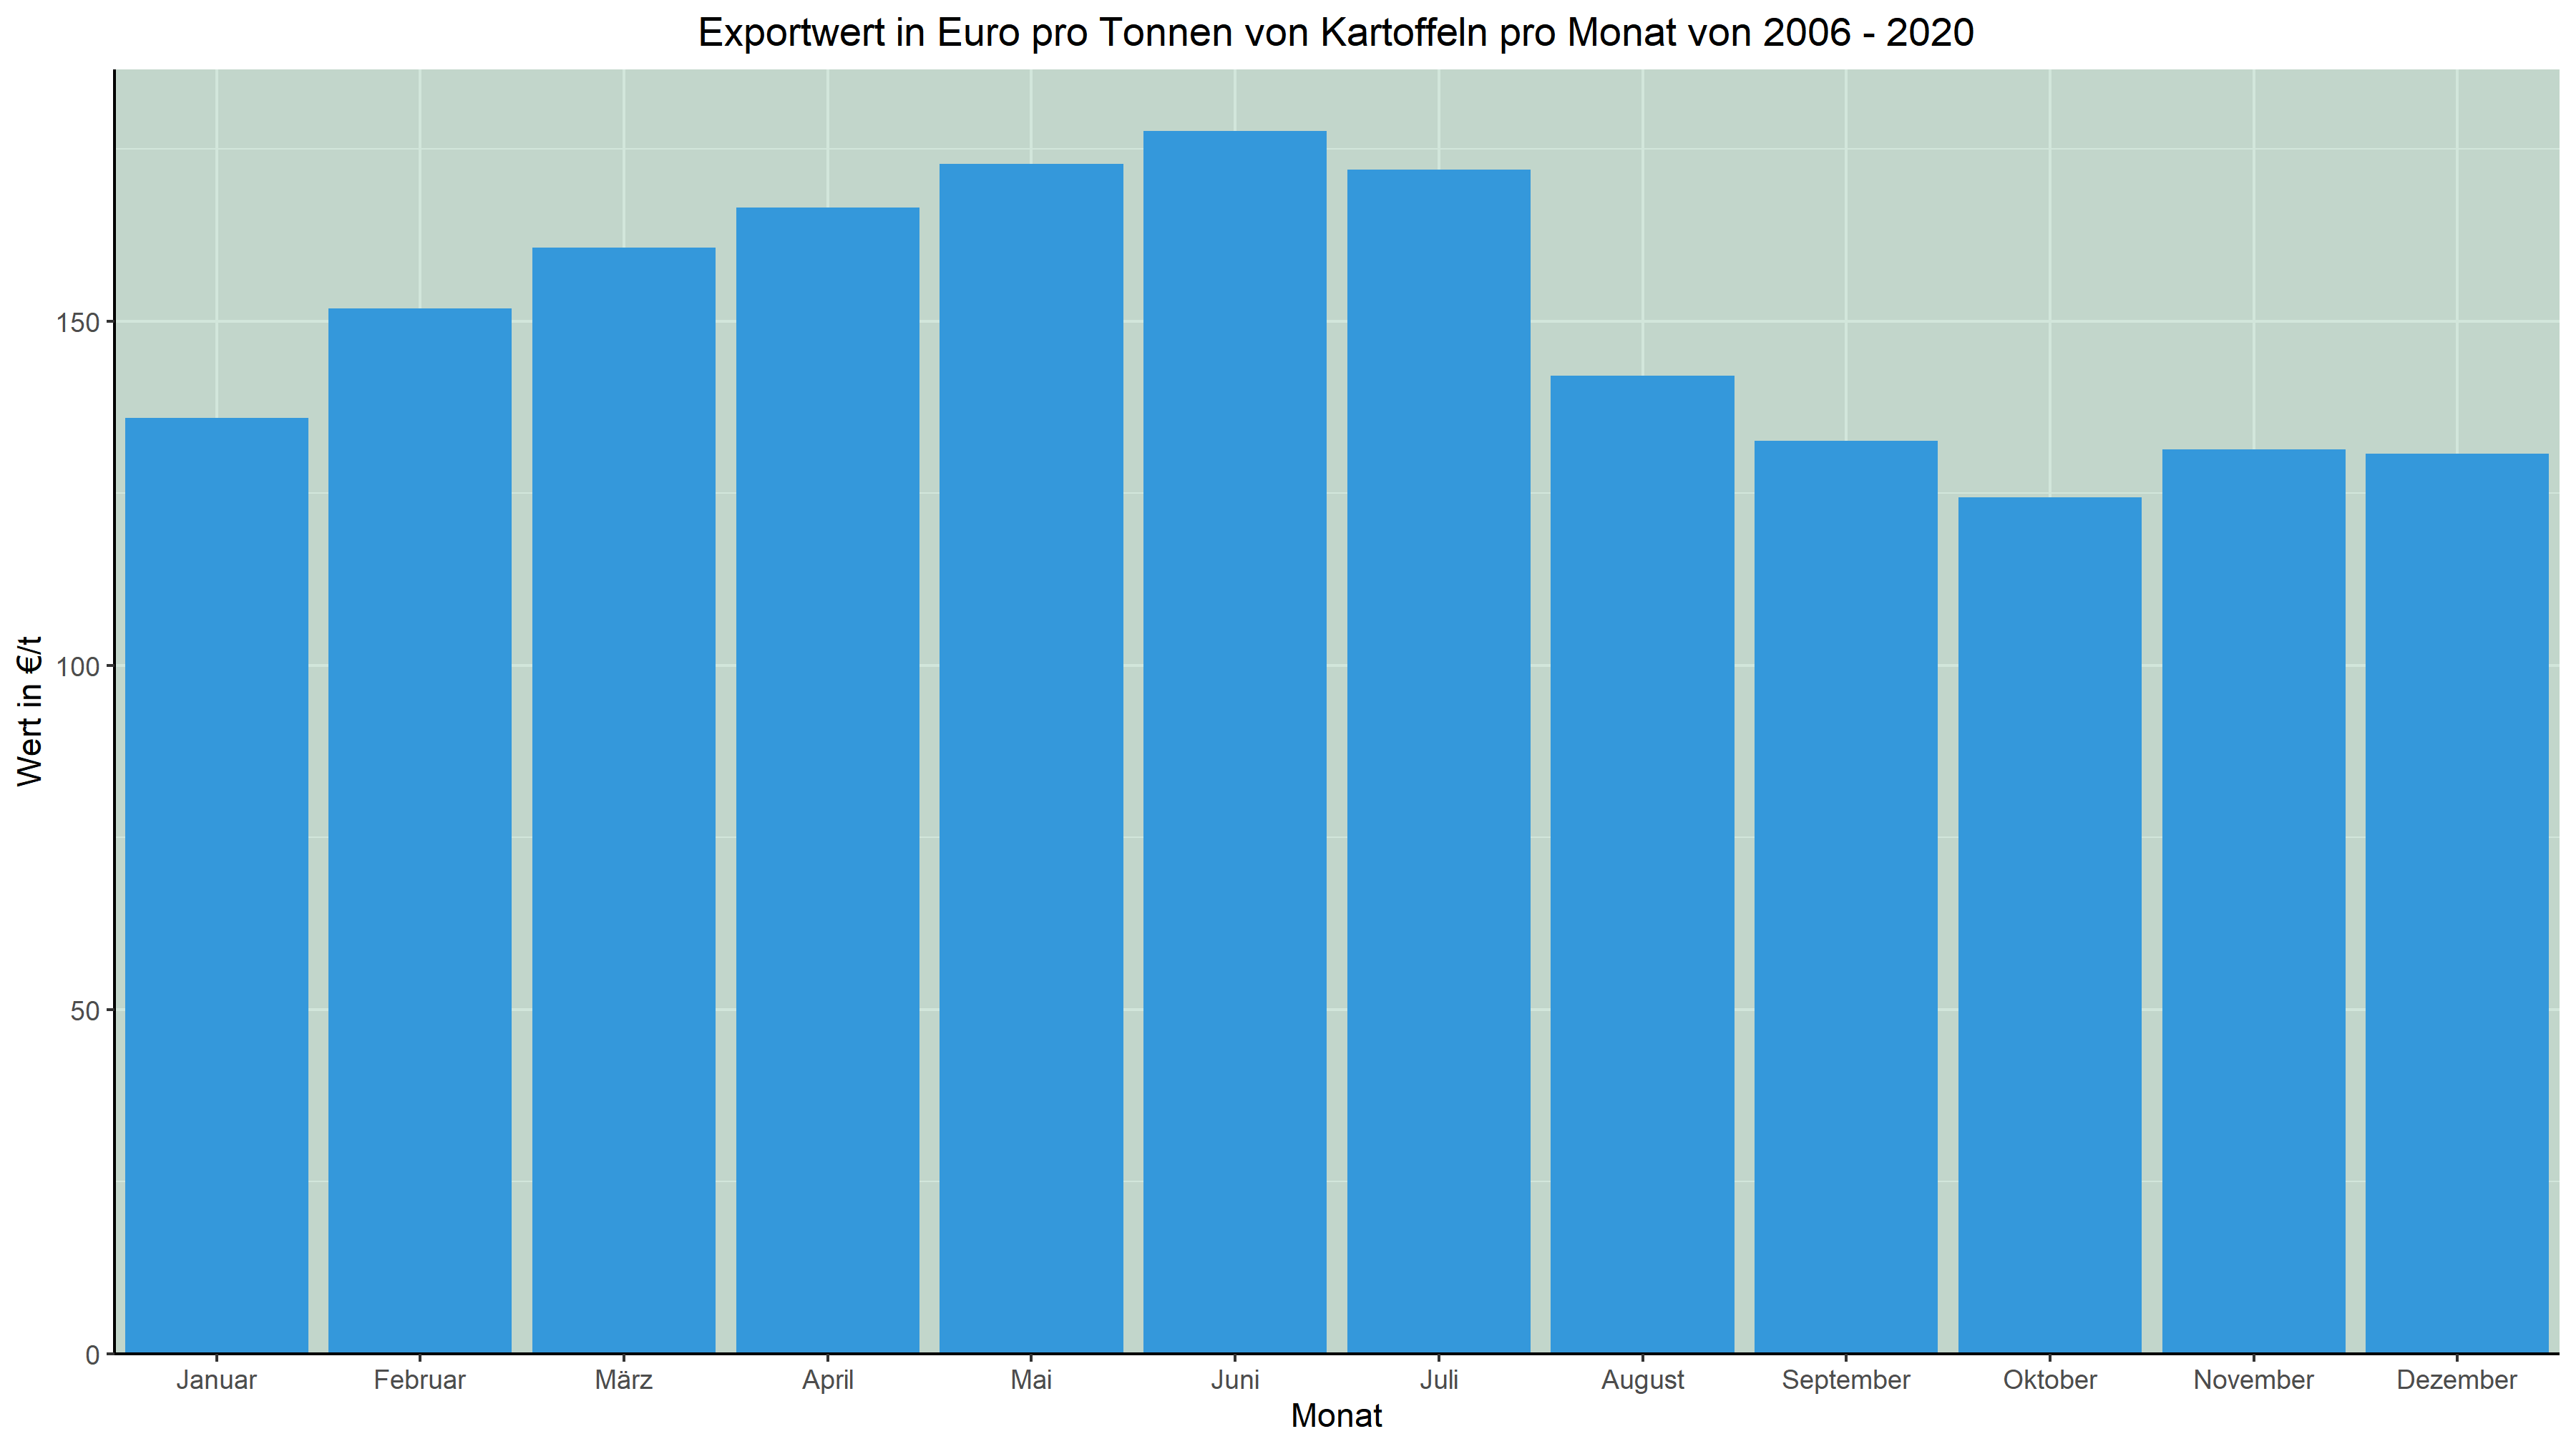 Exportwert in Euro pro Tonnen von Kartoffeln pro Monat von 2006 - 2020
Wert in €/t
150
100
50
0
Januar Februar März April Mai Juni Juli August September Oktober November Dezember
Monat